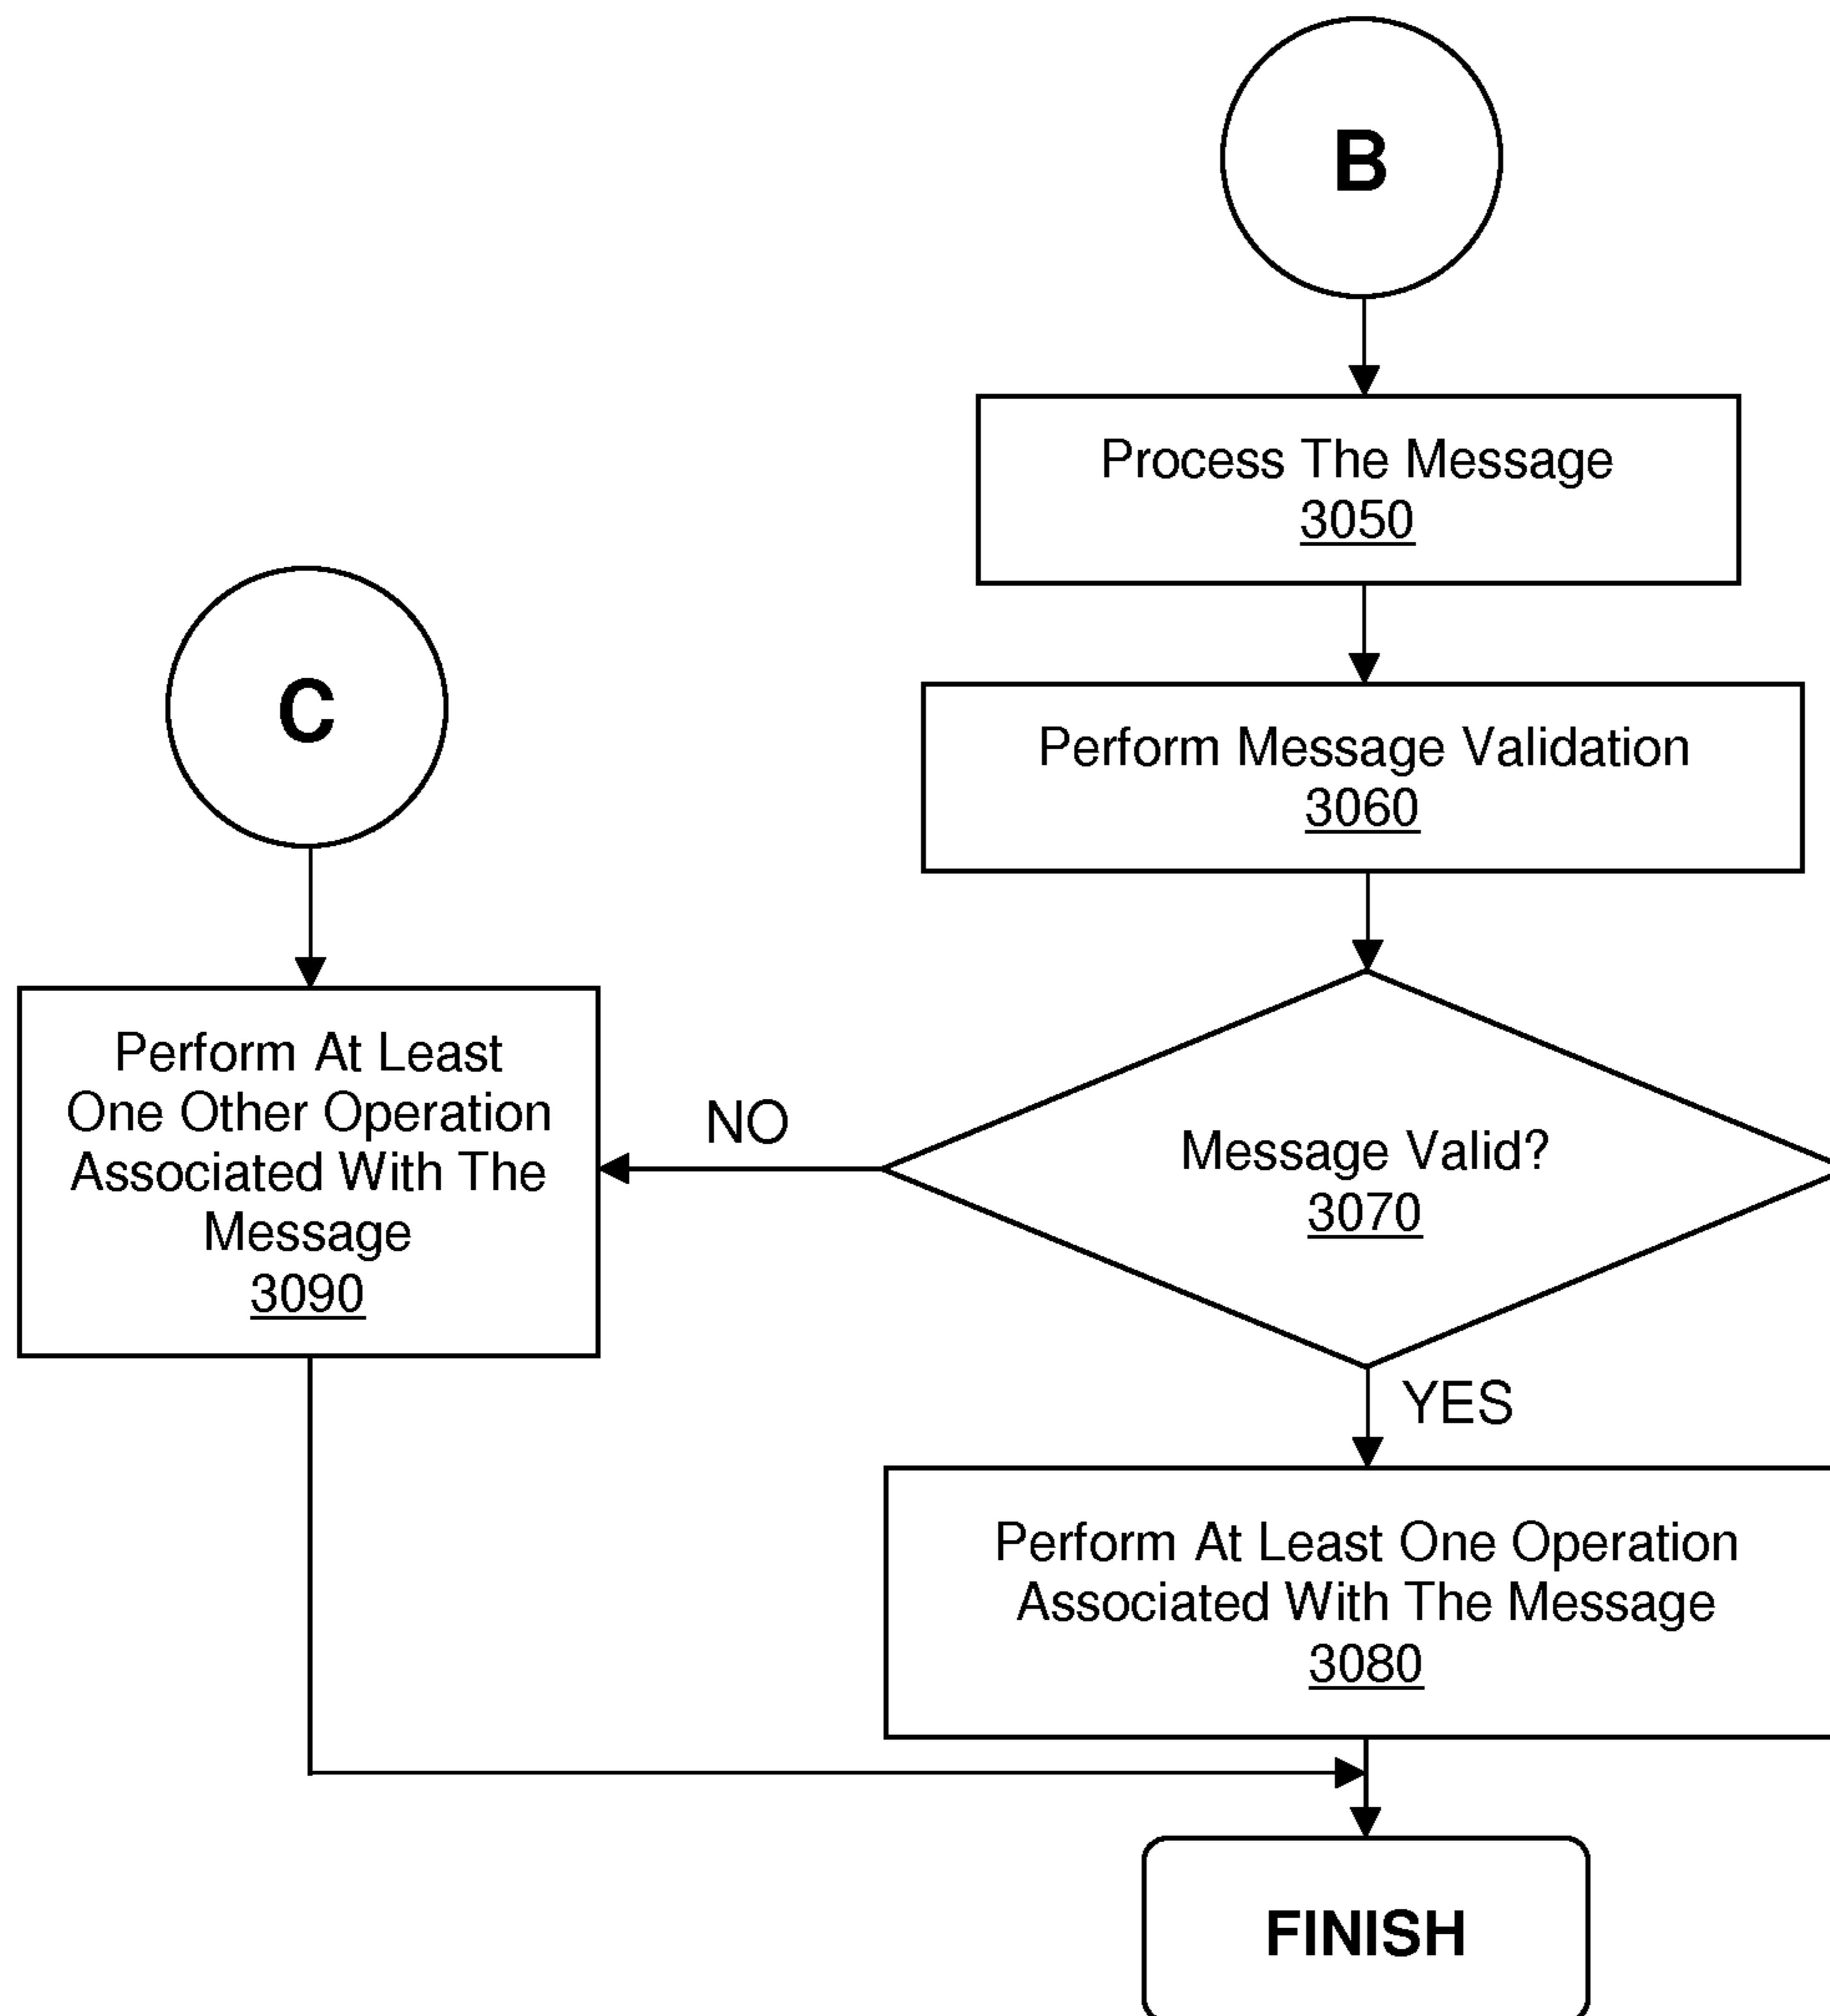 B
Process The Message
3050
C
Perform Message Validation
3060
Perform At Least
One Other Operation
Associated With The
Message
3090
NO
Message Valid?
3070
YES
Perform At Least One Operation
Associated With The Message
3080
FINISH